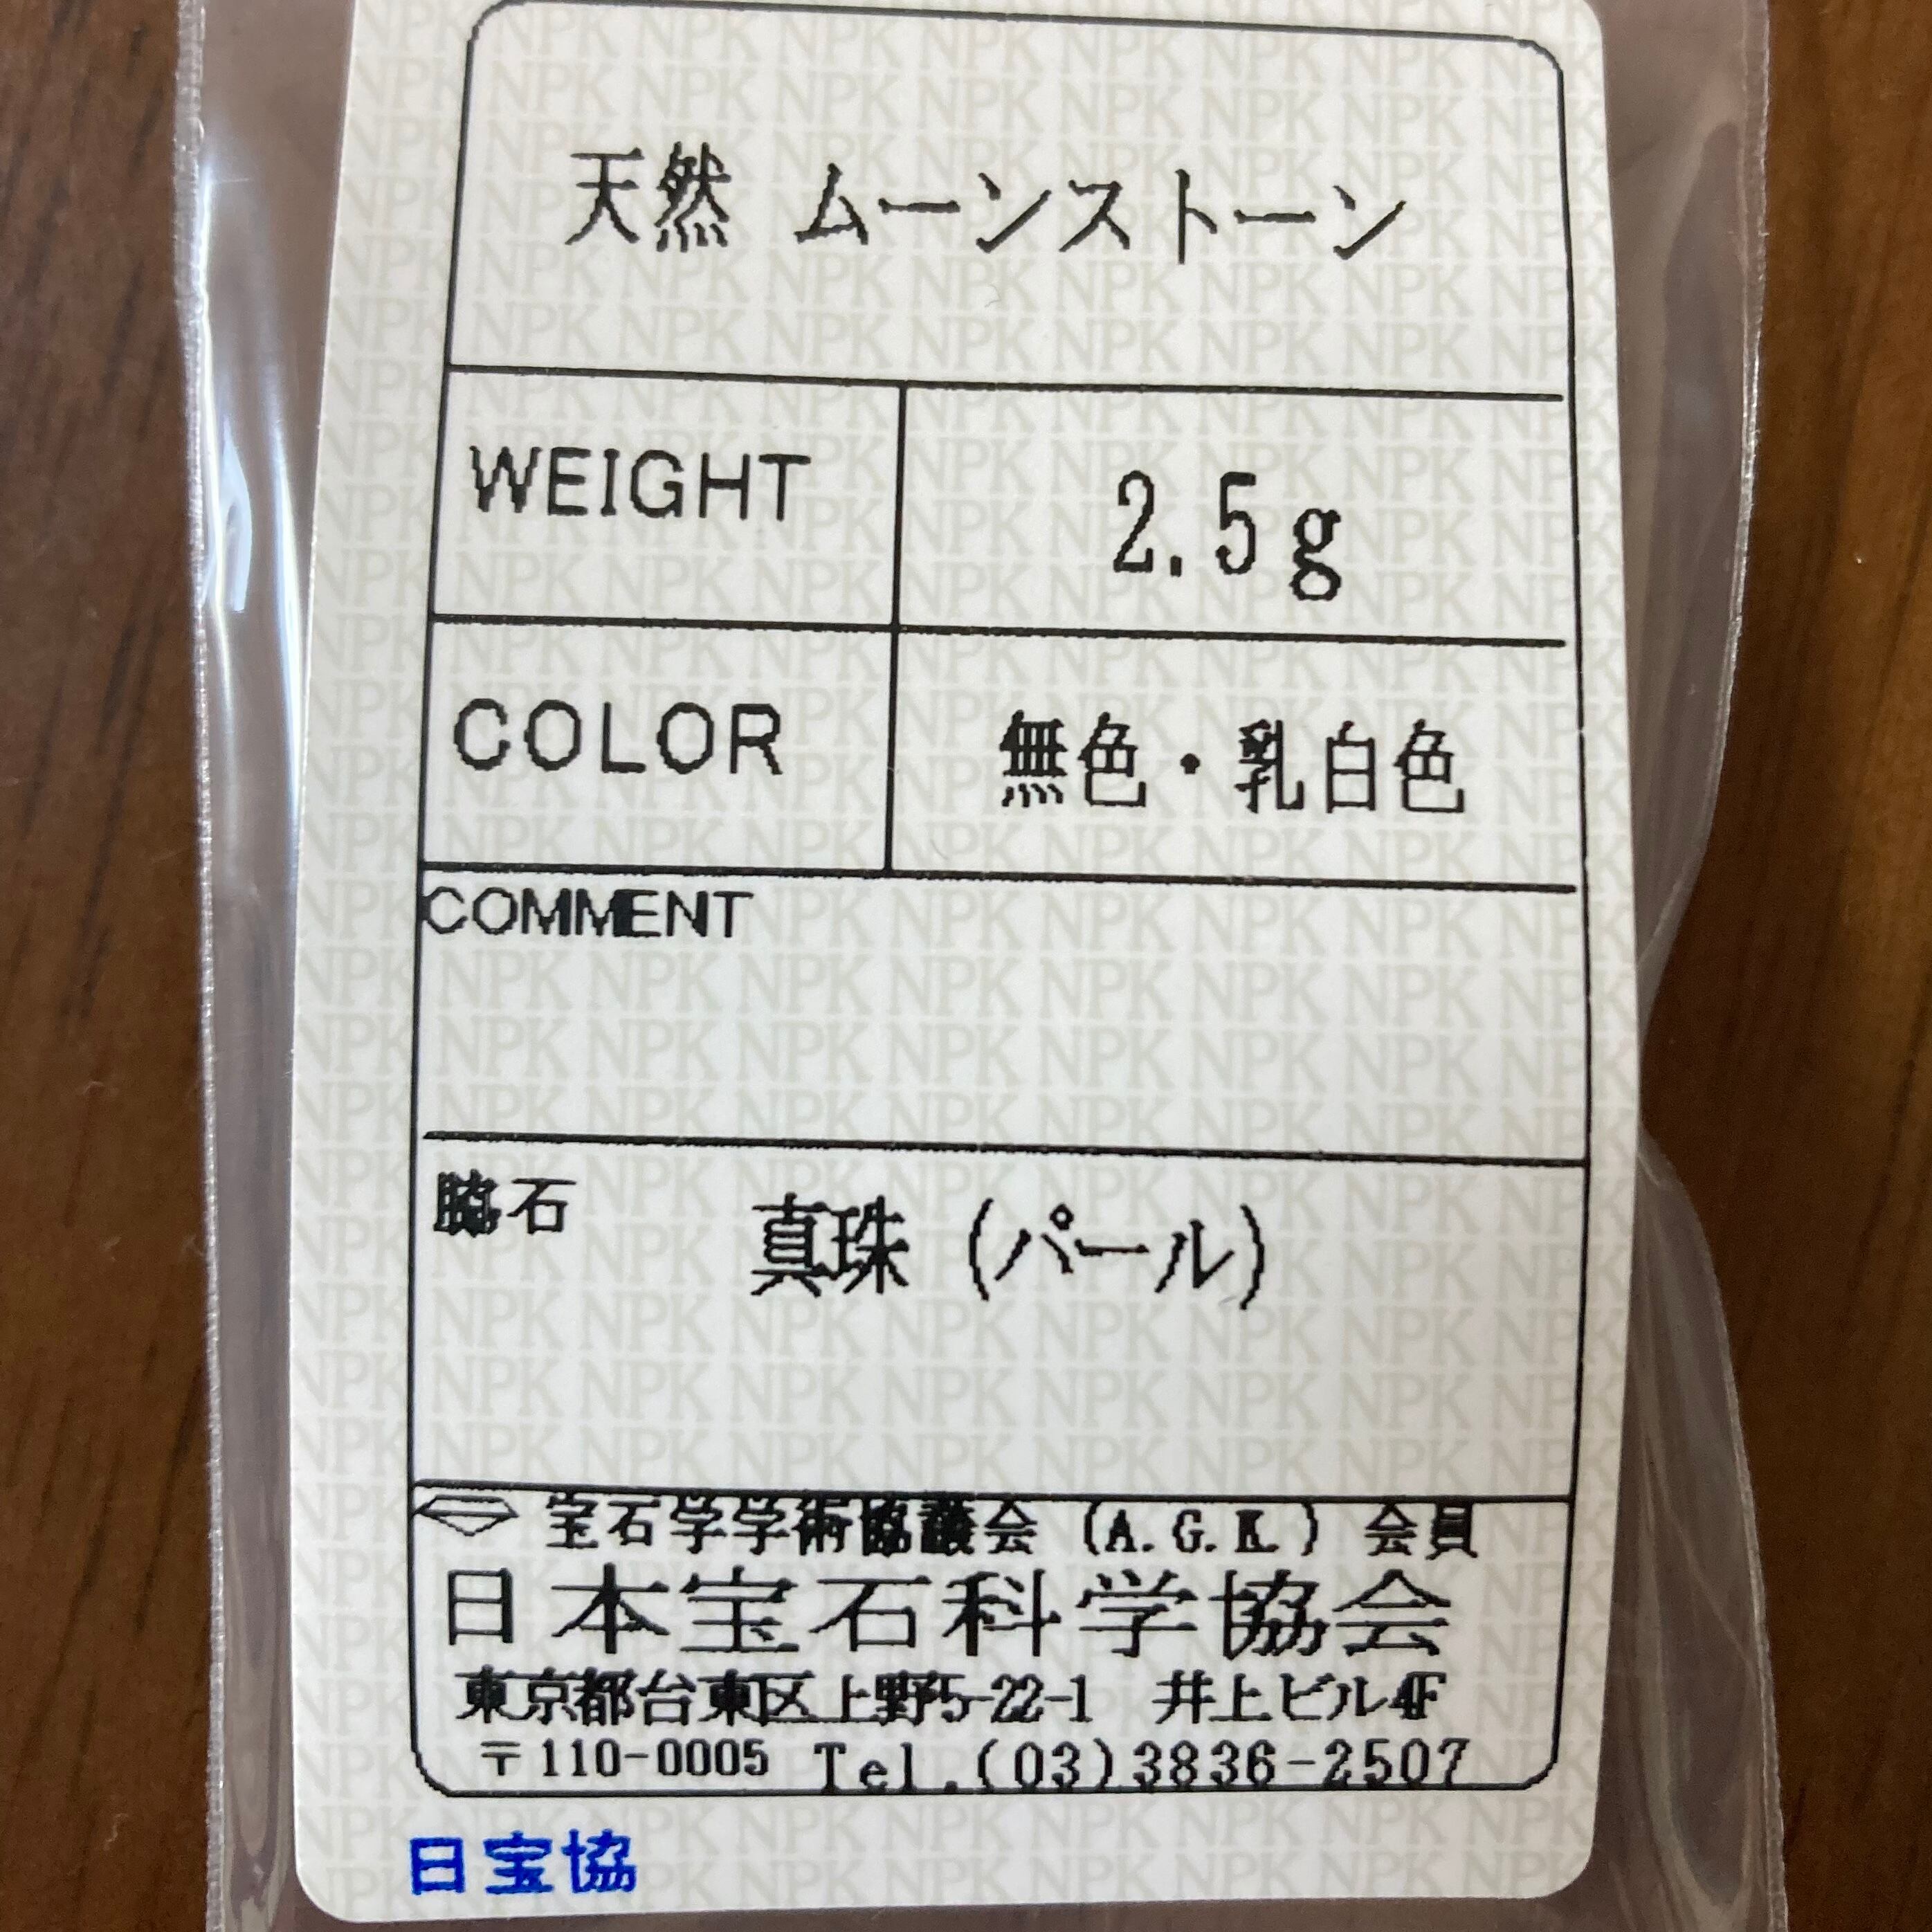 天然 ムーンストーン
WEIGHT 2.5g
COLOR 無色・乳白色
COMMENT
脇石 真珠（パール）
宝石学学術協議会（A.G.K.）会員
日本宝石科学協会
東京都台東区上野5-22-1 井上ビル4F
〒110-0005 Tel.(03)3836-2507
日宝協